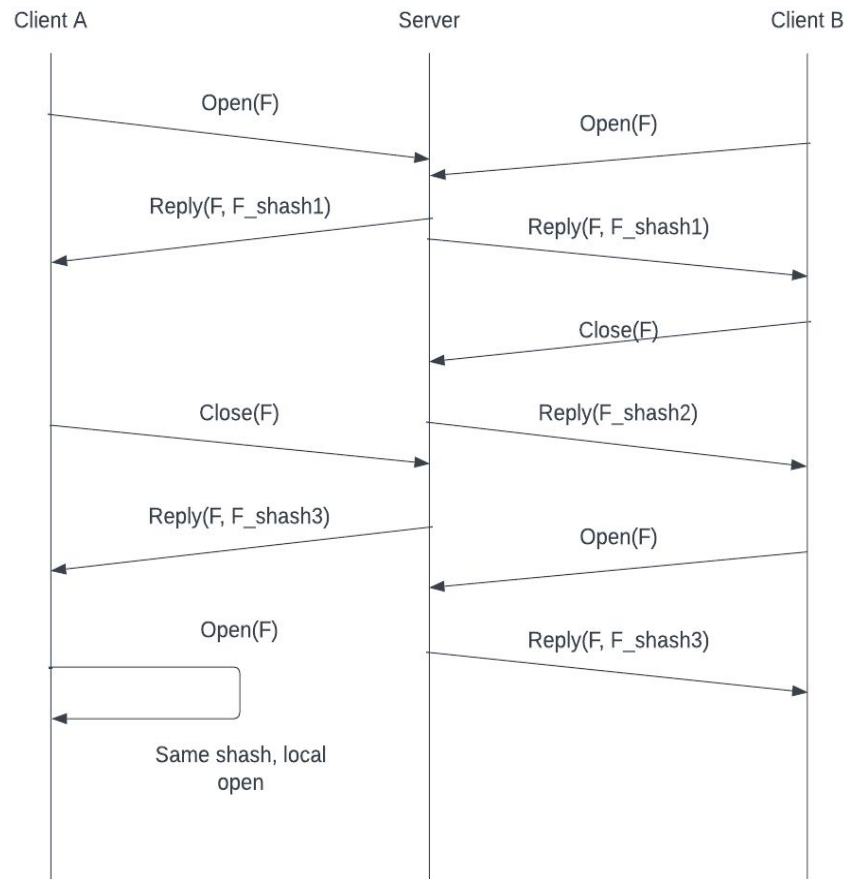 Client A
Server
Client B
Open(F)
Open(F)
Reply(F, F_shash1)
Reply(F, F_shash1)
Close(F)
Close(F)
Reply(F_shash2)
Reply(F, F_shash3)
Open(F)
Open(F)
Reply(F, F_shash3)
Same shash, local
open